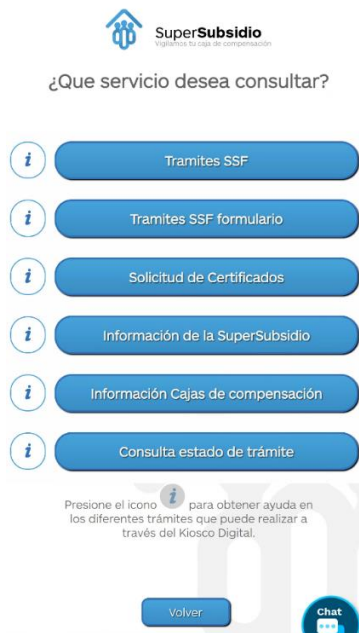 SuperSubsidio
Vigilamos tu caja de compensación
¿Que servicio desea consultar?
i Tramites SSF
i Tramites SSF formulario
i Solicitud de Certificados
i Información de la SuperSubsidio
i Información Cajas de compensación
i Consulta estado de trámite
Presione el icono i para obtener ayuda en
los diferentes trámites que puede realizar a
través del Kiosco Digital.
Volver
Chat